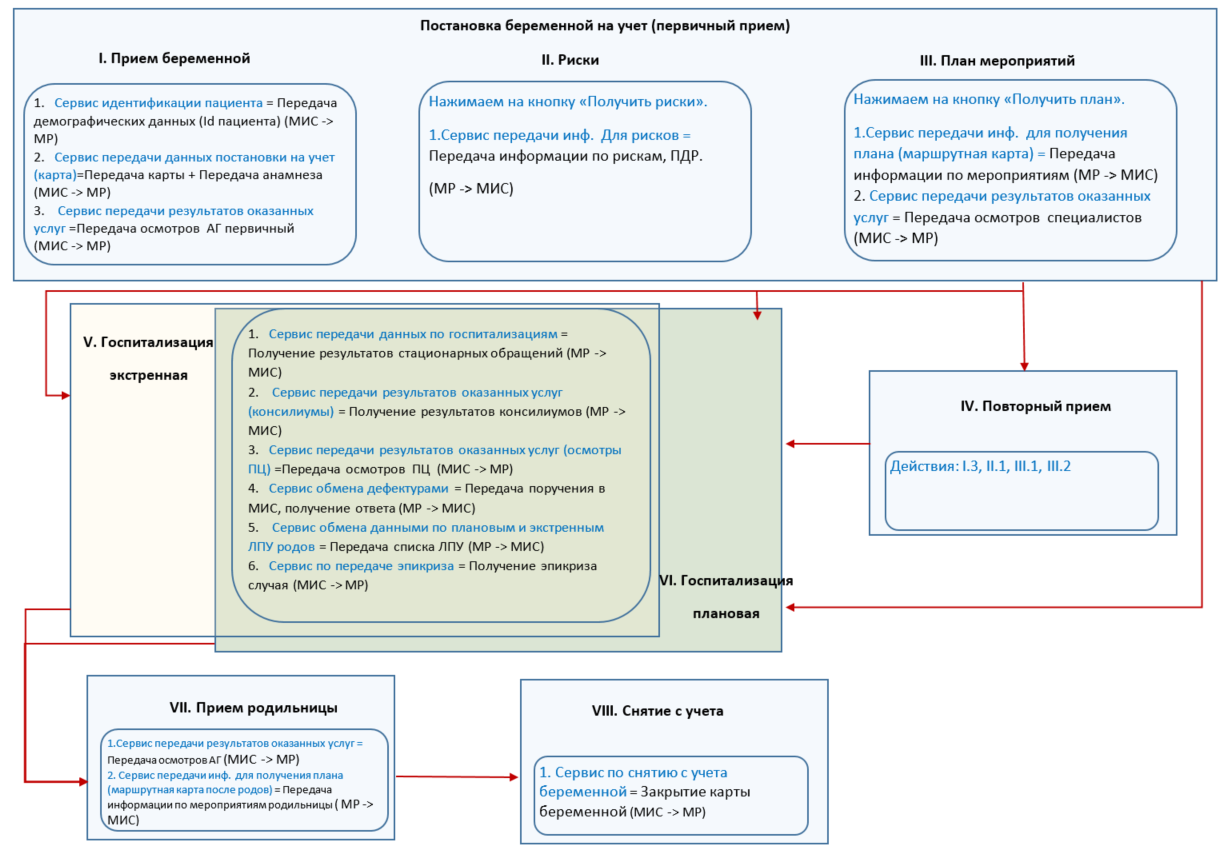 Постановка беременной на учет (первичный прием)
I. Прием беременной
1. Сервис идентификации пациента = Передача
демографических данных (Id пациента) (МИС ->
МР)
2. Сервис передачи данных постановки на учет
(карта)=Передача карты + Передача анамнеза
(МИС -> МР)
3. Сервис передачи результатов оказанных
услуг =Передача осмотров АГ первичный
(МИС -> МР)
II. Риски
Нажимаем на кнопку «Получить риски».
1.Сервис передачи инф. Для рисков =
Передача информации по рискам, ПДР.
(МР -> МИС)
III. План мероприятий
Нажимаем на кнопку «Получить план».
1.Сервис передачи инф. для получения
плана (маршрутная карта) = Передача
информации по мероприятиям (МР -> МИС)
2. Сервис передачи результатов оказанных
услуг = Передача осмотров специалистов
(МИС -> МР)
V. Госпитализация
экстренная
1. Сервис передачи данных по госпитализациям =
Получение результатов стационарных обращений (МР ->
МИС)
2. Сервис передачи результатов оказанных услуг
(консилиумы) = Получение результатов консилиумов (МР ->
МИС)
3. Сервис передачи результатов оказанных услуг (осмотры
ПЦ) =Передача осмотров ПЦ (МИС -> МР)
4. Сервис обмена дефектурами = Передача поручения в
МИС, получение ответа (МР -> МИС)
5. Сервис обмена данными по плановым и экстренным
ЛПУ родов = Передача списка ЛПУ (МР -> МИС)
6. Сервис по передаче эпикриза = Получение эпикриза
случая (МИС -> МР)
VI. Госпитализация
плановая
IV. Повторный прием
Действия: I.3, II.1, III.1, III.2
VII. Прием родильницы
1.Сервис передачи результатов оказанных услуг =
Передача осмотров АГ (МИС -> МР)
2. Сервис передачи инф. для получения плана
(маршрутная карта после родов) = Передача
информации по мероприятиям родильницы ( МР ->
МИС)
VIII. Снятие с учета
1. Сервис по снятию с учета
беременной = Закрытие карты
беременной (МИС -> МР)